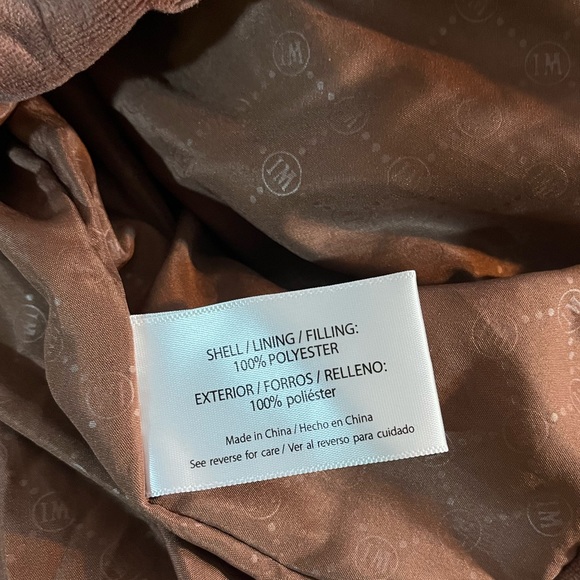 SHELL / LINING / FILLING:
100% POLYESTER
EXTERIOR / FORROS / RELLENO:
100% poliéster
Made in China / Hecho en China
See reverse for care / Ver al reverso para cuidado